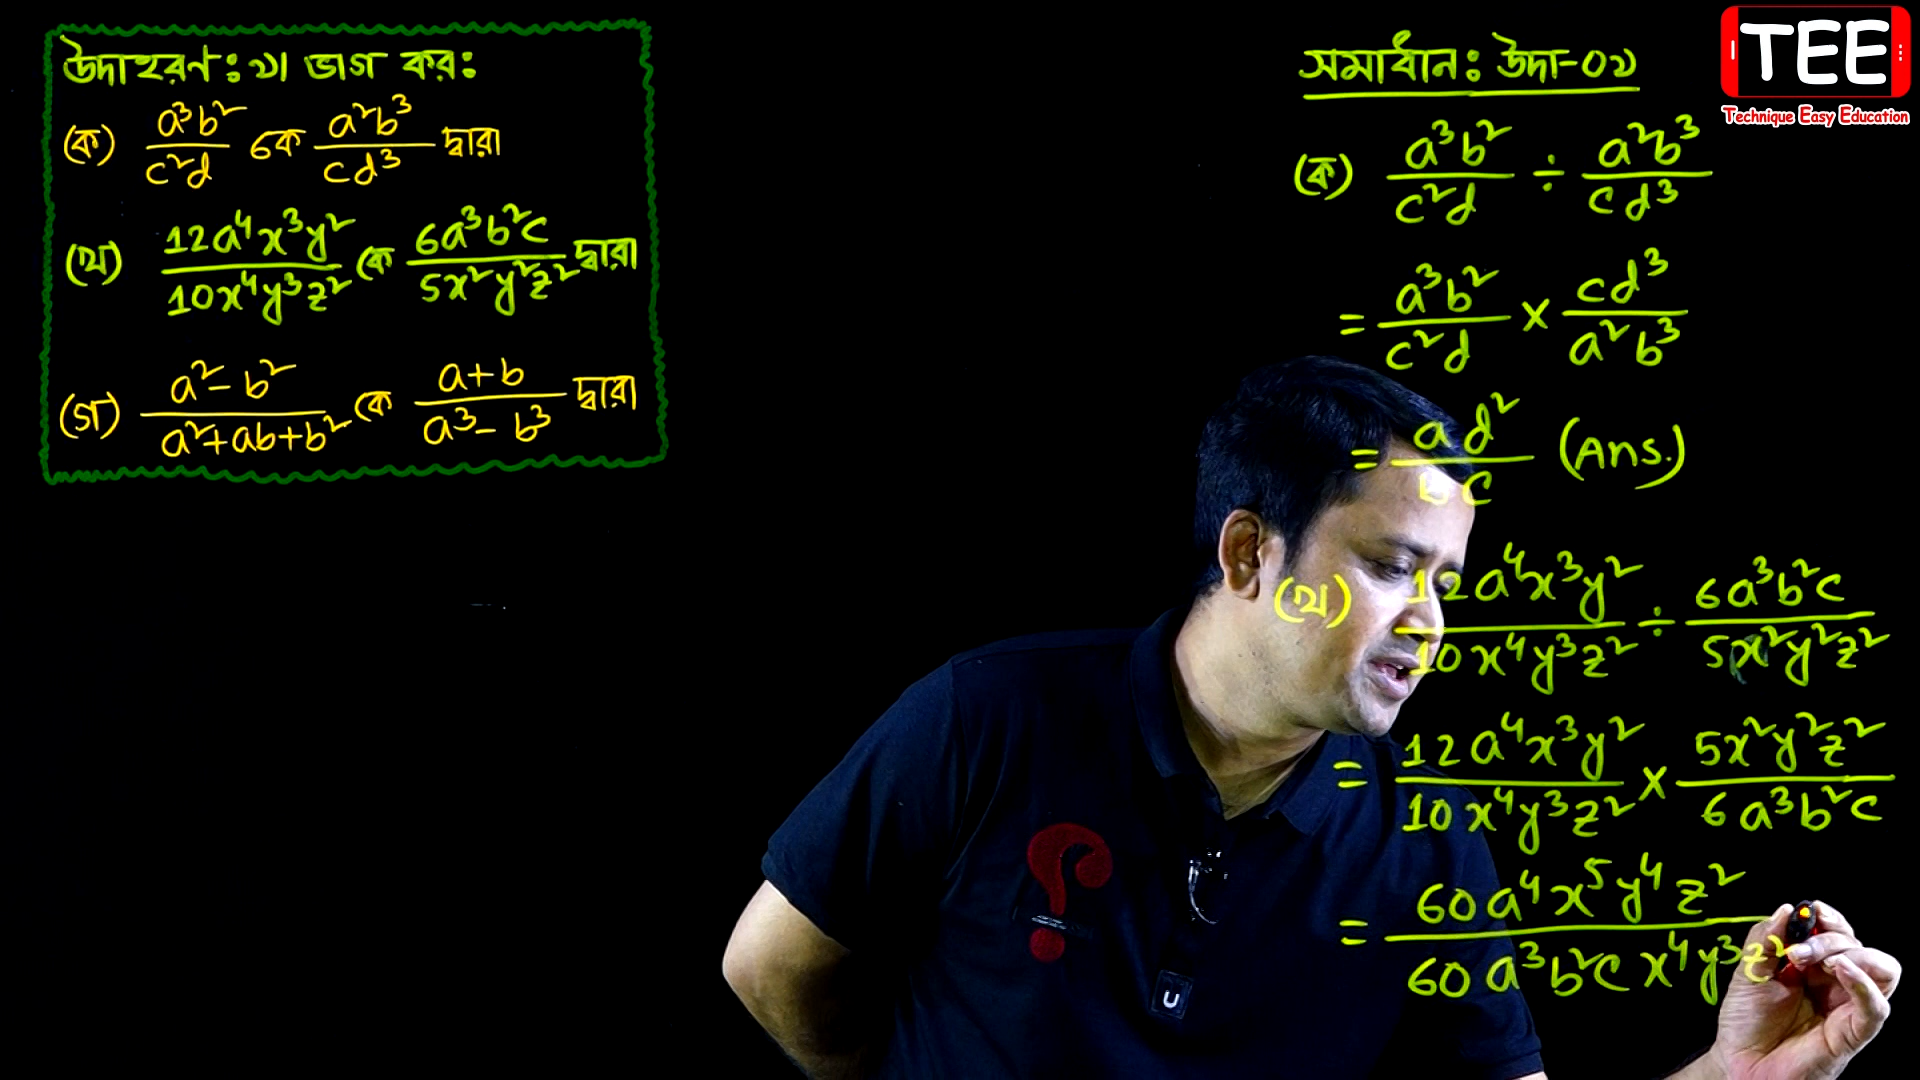 উদাহরণ: ১। ভাগ কর:
(ক) a³b²/c²d কে a²b³/cd³ দ্বারা
(খ) 12a⁴x³y²/10x⁴y³z² কে 6a³b²c/5x²y²z² দ্বারা
(গ) a²-b²/a²+ab+b² কে a+b/a³-b³ দ্বারা
TEE
Technique Easy Education
সমাধান: উদা-০১
(ক) a³b²/c²d ÷ a²b³/cd³
= a³b²/c²d × cd³/a²b³
= ad²/bc (Ans.)
(খ) 12a⁴x³y²/10x⁴y³z² ÷ 6a³b²c/5x²y²z²
= 12a⁴x³y²/10x⁴y³z² × 5x²y²z²/6a³b²c
= 60a⁴x⁵y⁴z²/60a³b²cx⁴y³z²
?
U